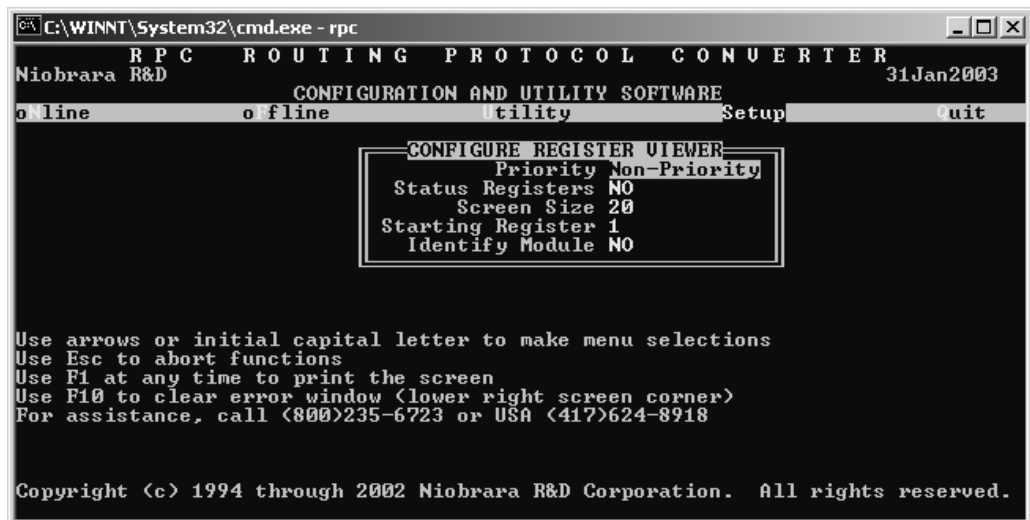 C:\WINNT\System32\cmd.exe - rpc
R P C   R O U T I N G   P R O T O C O L   C O N V E R T E R
Niobrara R&D   31Jan2003
CONFIGURATION AND UTILITY SOFTWARE
oNline   oFfline   Utility   Setup   Quit
CONFIGURE REGISTER VIEWER
Priority Non-Priority
Status Registers NO
Screen Size 20
Starting Register 1
Identify Module NO
Use arrows or initial capital letter to make menu selections
Use Esc to abort functions
Use F1 at any time to print the screen
Use F10 to clear error window (lower right screen corner)
For assistance, call (800)235-6723 or USA (417)624-8918
Copyright (c) 1994 through 2002 Niobrara R&D Corporation.  All rights reserved.